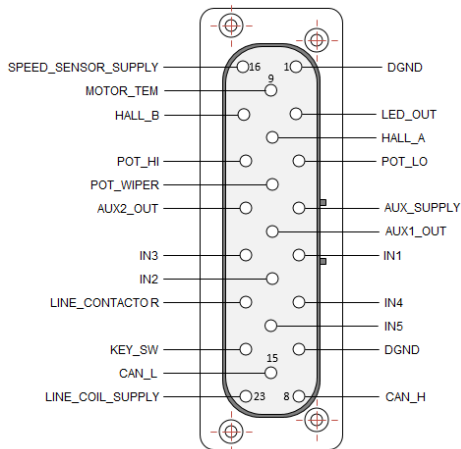 SPEED_SENSOR_SUPPLY 16 1 DGND
MOTOR_TEM 9
HALL_B LED_OUT
HALL_A
POT_HI POT_LO
POT_WIPER
AUX2_OUT AUX_SUPPLY
AUX1_OUT
IN3 IN1
IN2
LINE_CONTACTOR IN4
IN5
KEY_SW 15 DGND
CAN_L
LINE_COIL_SUPPLY 23 8 CAN_H